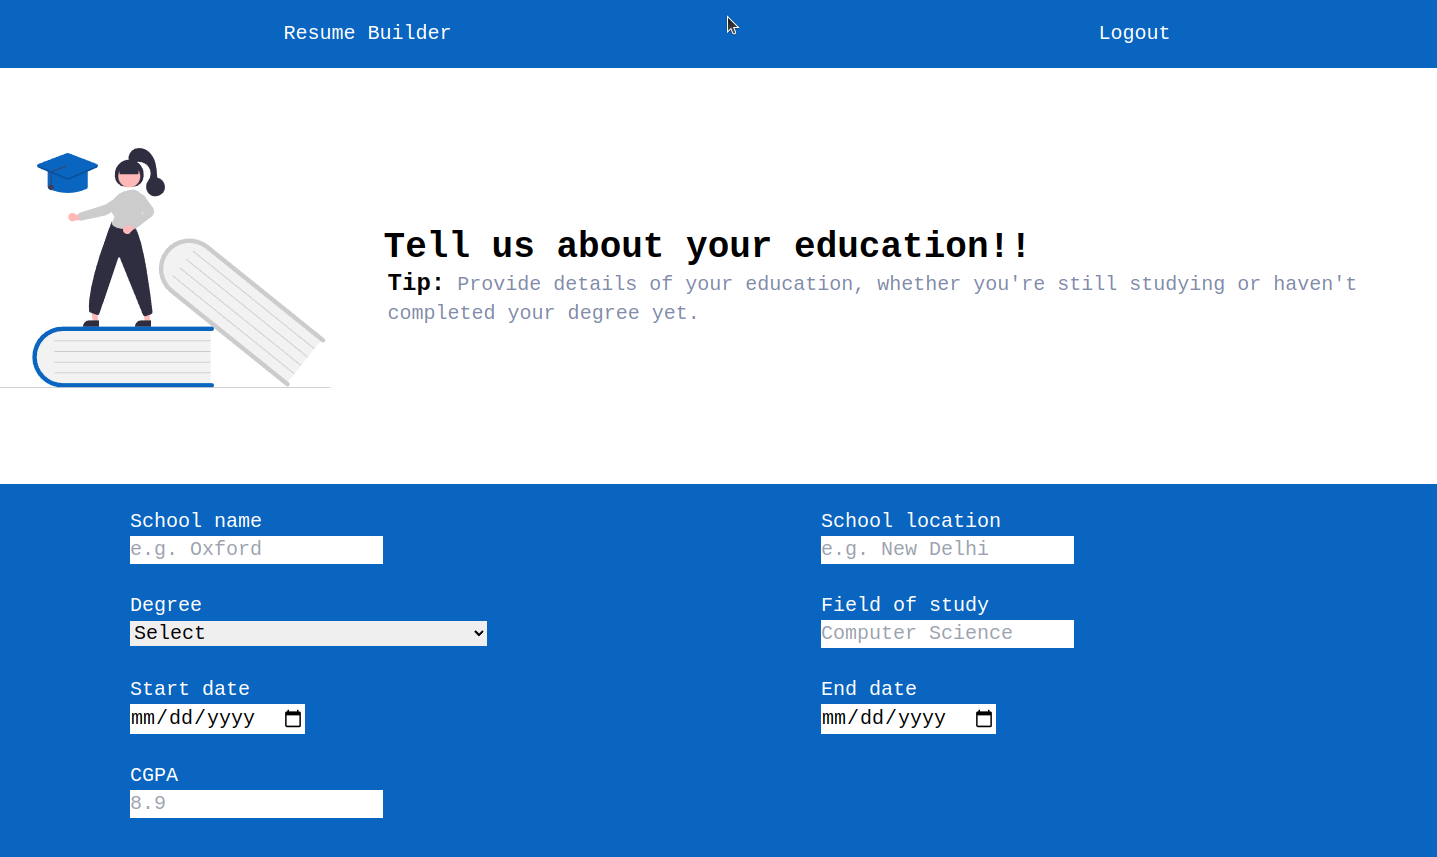 Resume Builder Logout
Tell us about your education!!
Tip: Provide details of your education, whether you're still studying or haven't
completed your degree yet.
School name School location
e.g. Oxford e.g. New Delhi
Degree Field of study
Select Computer Science
Start date End date
mm/dd/yyyy mm/dd/yyyy
CGPA
8.9